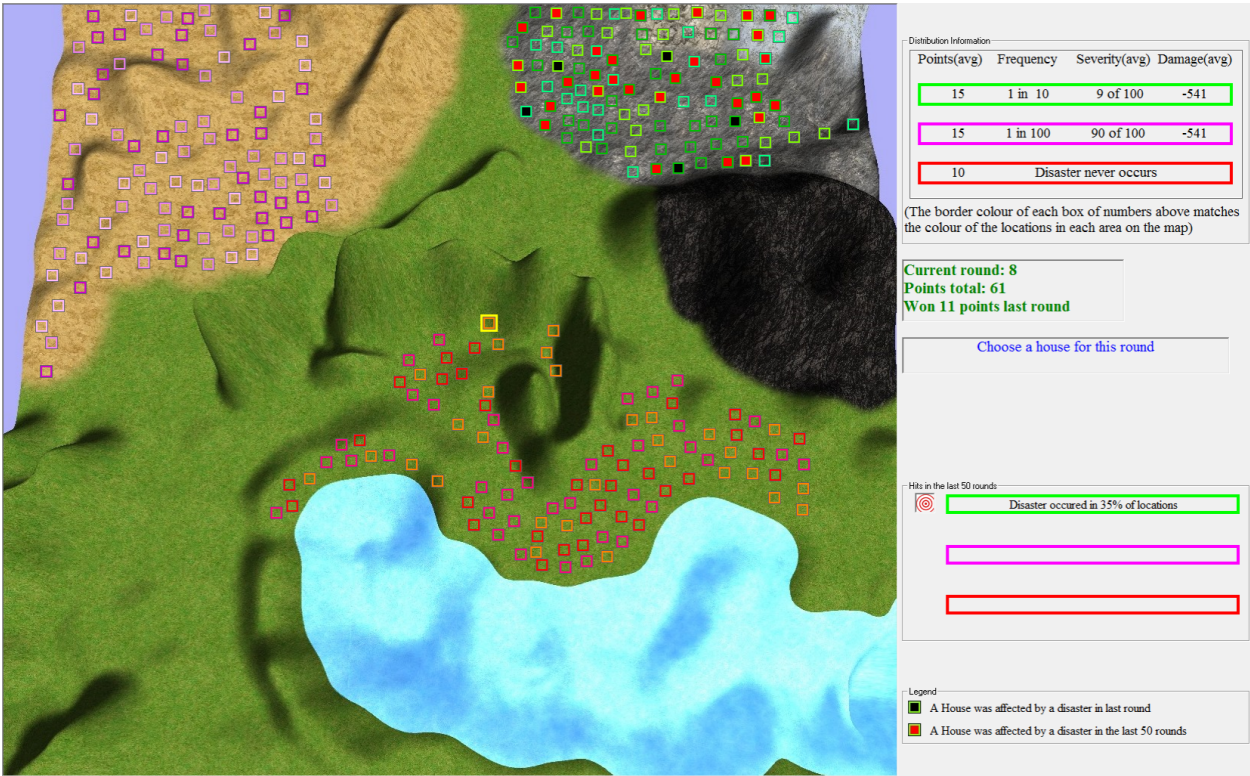 Distribution Information
Points(avg) Frequency Severity(avg) Damage(avg)
15 1 in 10 9 of 100 -541
15 1 in 100 90 of 100 -541
10 Disaster never occurs
(The border colour of each box of numbers above matches
the colour of the locations in each area on the map)
Current round: 8
Points total: 61
Won 11 points last round
Choose a house for this round
Hits in the last 50 rounds
Disaster occured in 35% of locations
Legend
A House was affected by a disaster in last round
A House was affected by a disaster in the last 50 rounds